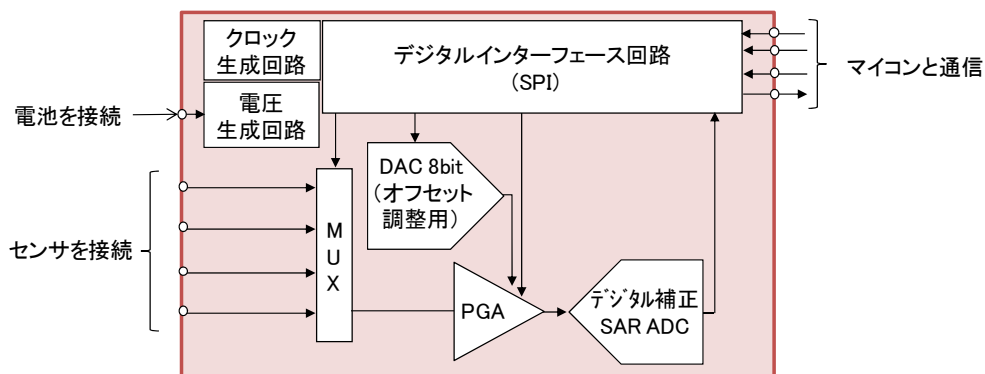 クロック
生成回路
デジタルインターフェース回路
(SPI)
マイコンと通信
電池を接続
電圧
生成回路
DAC 8bit
(オフセット
調整用)
センサを接続
M
U
X
PGA
デジタル補正
SAR ADC